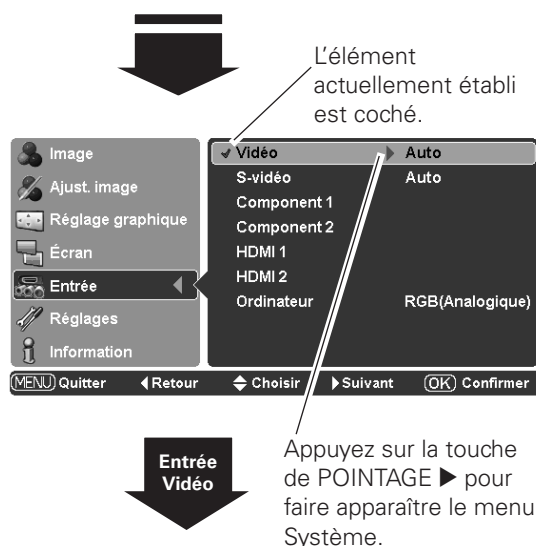 L'élément
actuellement établi
est coché.
Image
Ajust. image
Réglage graphique
Écran
Entrée
Réglages
Information
Vidéo Auto
S-vidéo Auto
Component 1
Component 2
HDMI 1
HDMI 2
Ordinateur RGB(Analogique)
MENU Quitter Retour Choisir Suivant OK Confirmer
Entrée
Vidéo
Appuyez sur la touche
de POINTAGE ▶ pour
faire apparaître le menu
Système.